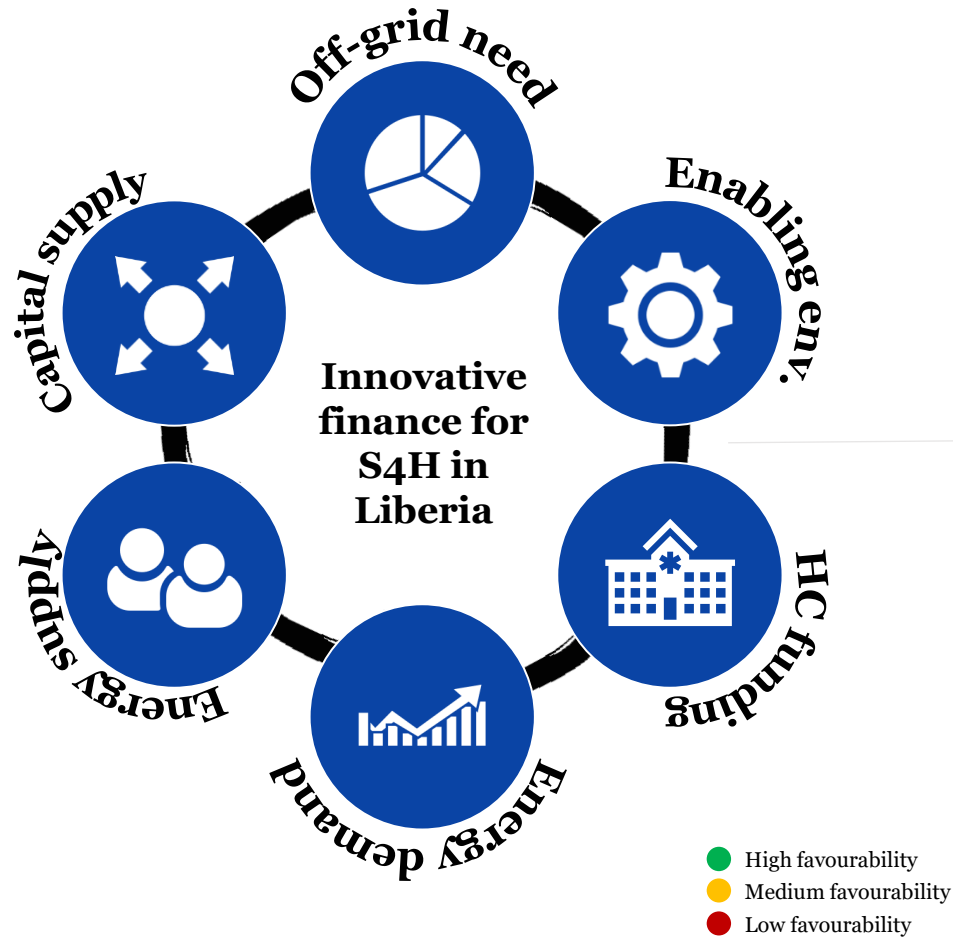 Off-grid need
Enabling env.
HC funding
Energy demand
Energy supply
Capital supply
Innovative
finance for
S4H in
Liberia
High favourability
Medium favourability
Low favourability